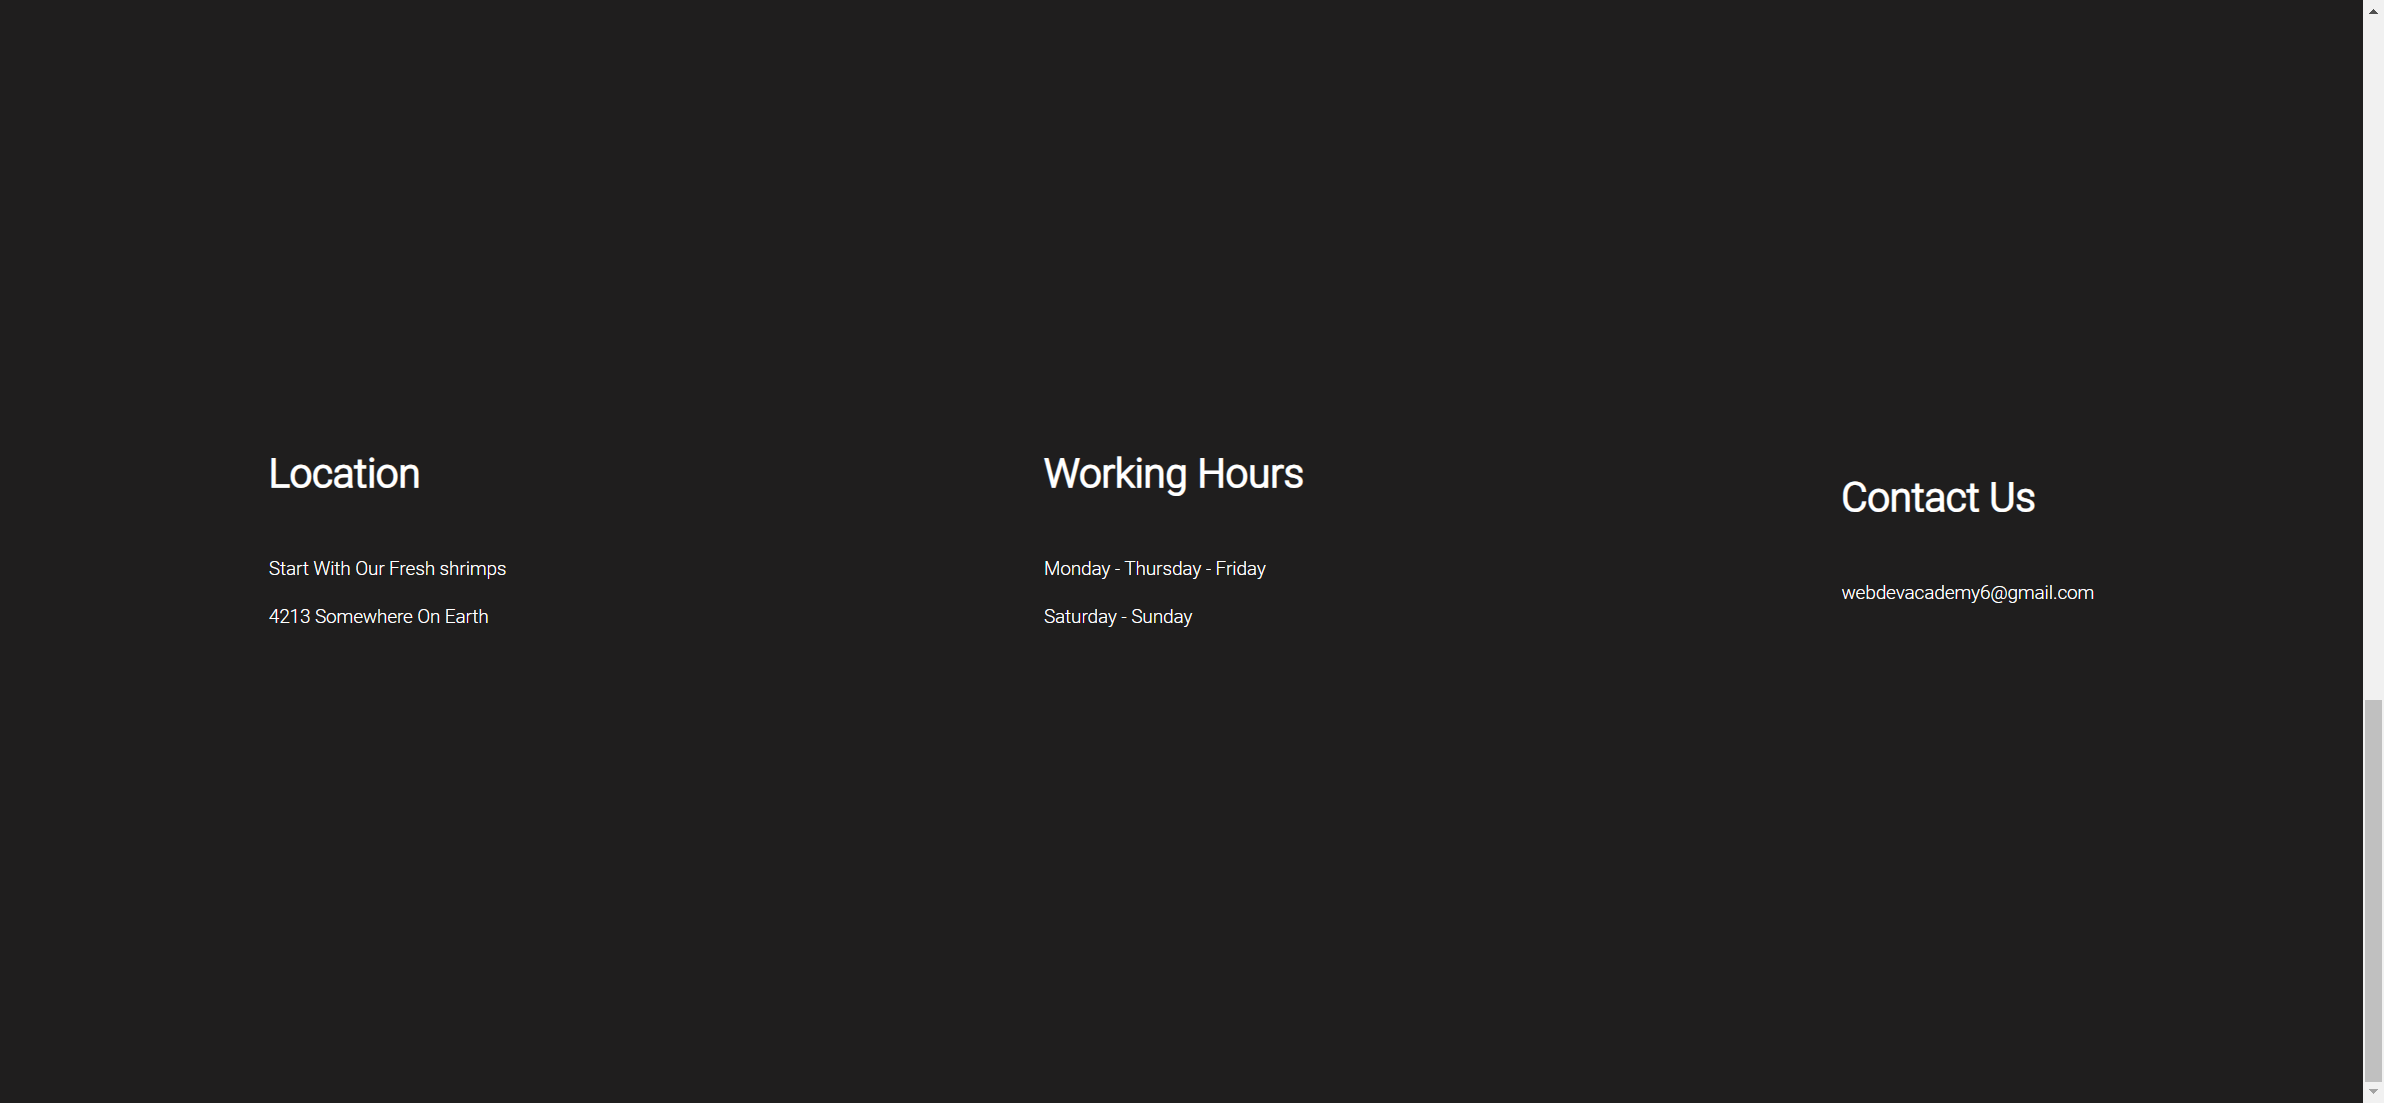 Location
Start With Our Fresh shrimps
4213 Somewhere On Earth
Working Hours
Monday - Thursday - Friday
Saturday - Sunday
Contact Us
webdevacademy6@gmail.com